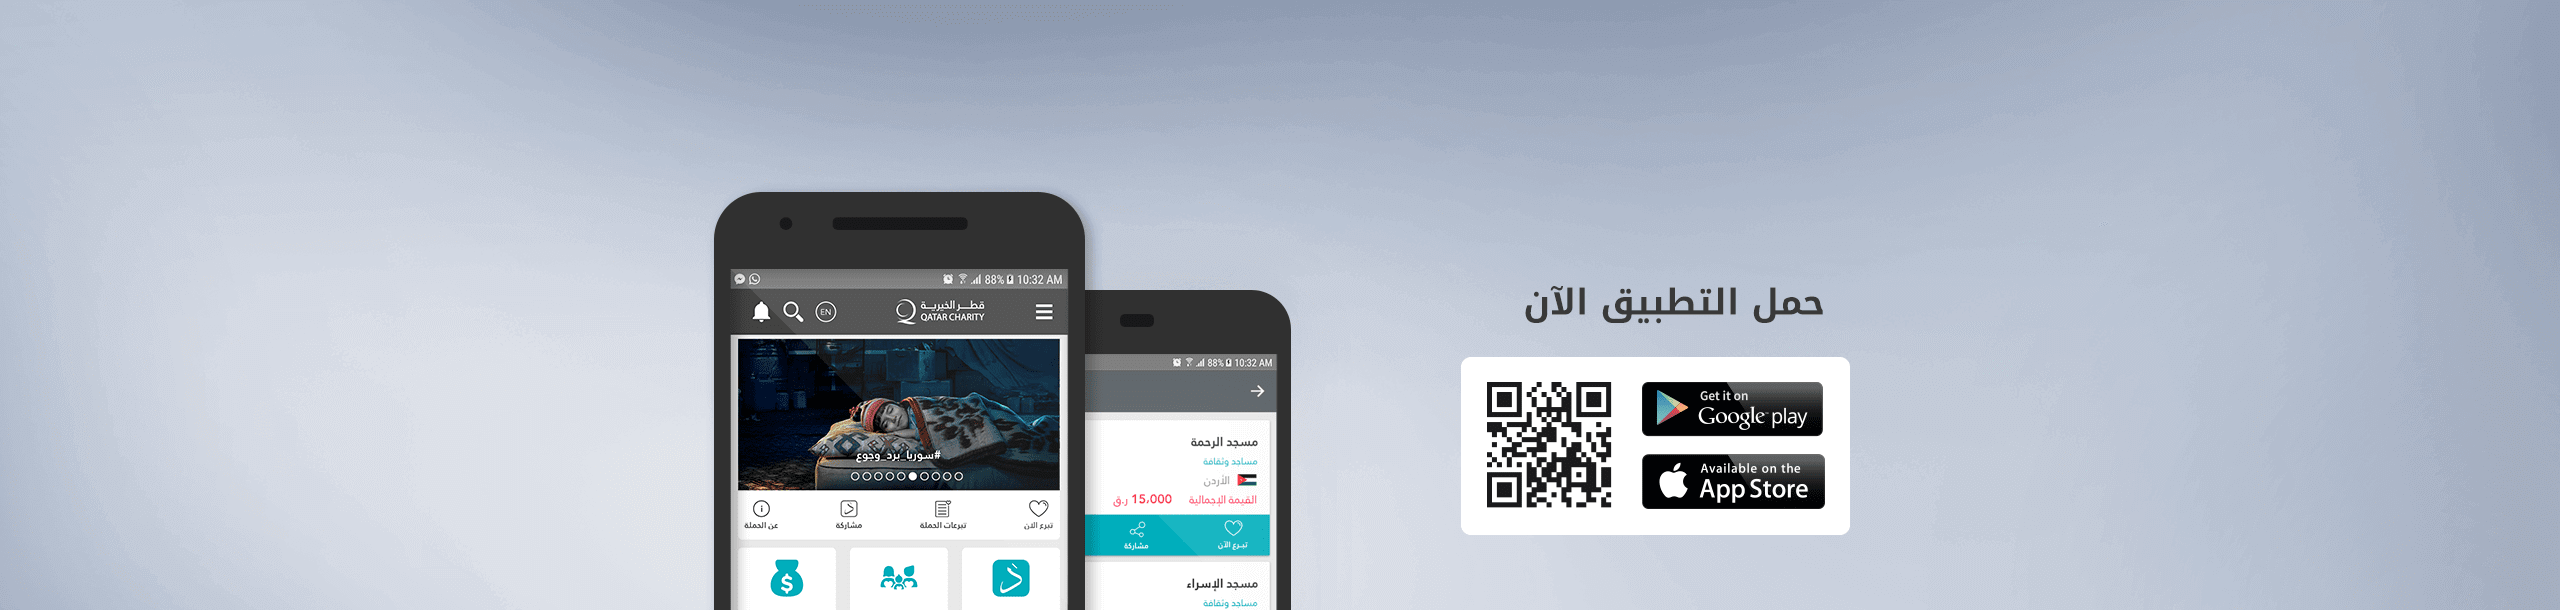 88% 10:32 AM
EN
قطر الخيرية
QATAR CHARITY
#سوريا_برد_وجوع
تبرع الان
تبرعات الحملة
مشاركة
عن الحملة
$
88% 10:32 AM
مسجد الرحمة
مساجد وثقافة
الأردن
القيمة الإجمالية 15،000 ر.ق
تبـرع الآن
مشاركة
مسجد الإسراء
مساجد وثقافة
حمل التطبيق الآن
Get it on
Google play
Available on the
App Store